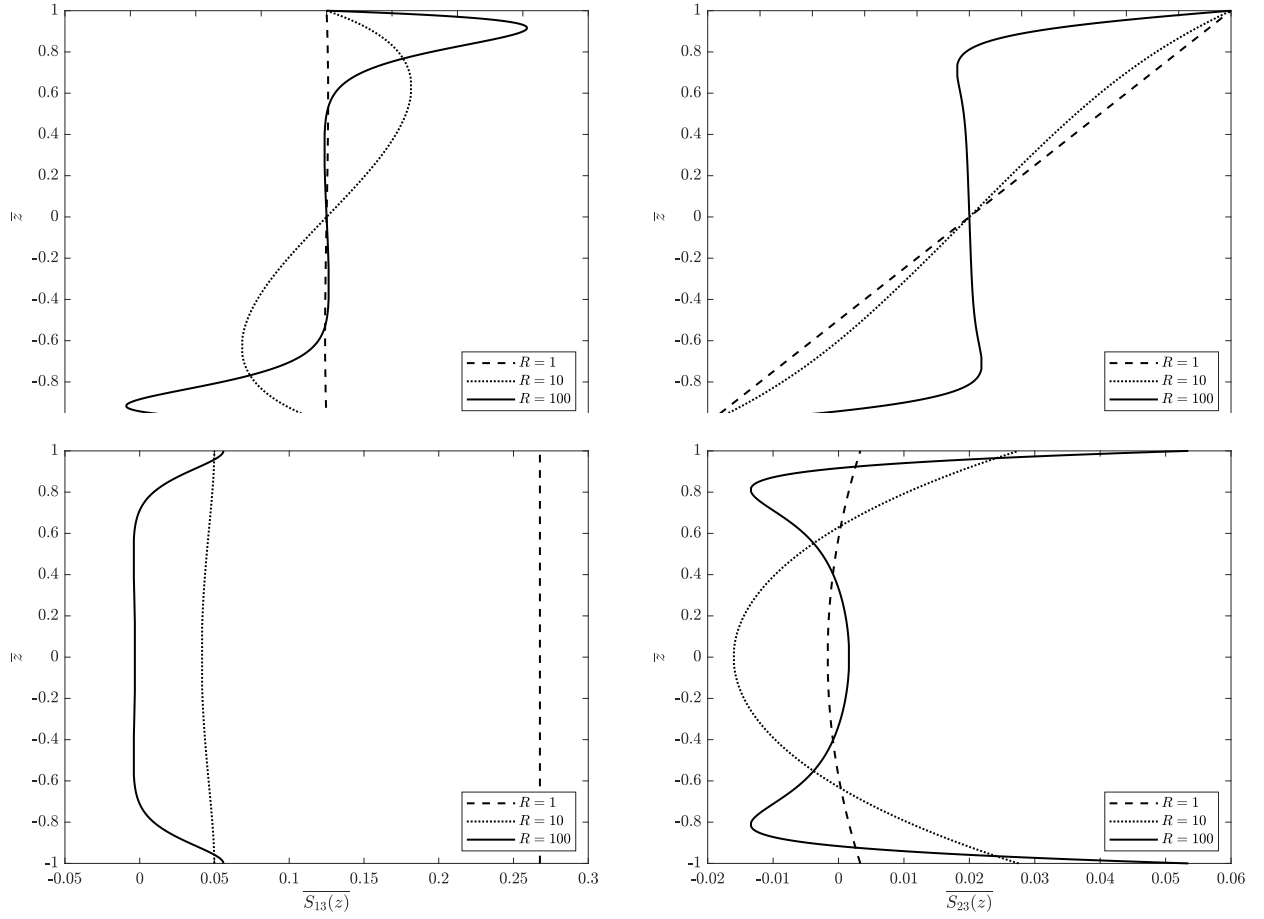 1
0.8
0.6
0.4
0.2
0
-0.2
-0.4
-0.6
-0.8
z̅
R = 1
R = 10
R = 100
1
0.8
0.6
0.4
0.2
0
-0.2
-0.4
-0.6
-0.8
z̅
R = 1
R = 10
R = 100
1
0.8
0.6
0.4
0.2
0
-0.2
-0.4
-0.6
-0.8
-1
z̅
R = 1
R = 10
R = 100
-0.05 0 0.05 0.1 0.15 0.2 0.25 0.3
S₁₃(z)
1
0.8
0.6
0.4
0.2
0
-0.2
-0.4
-0.6
-0.8
-1
z̅
R = 1
R = 10
R = 100
-0.02 -0.01 0 0.01 0.02 0.03 0.04 0.05 0.06
S₂₃(z)